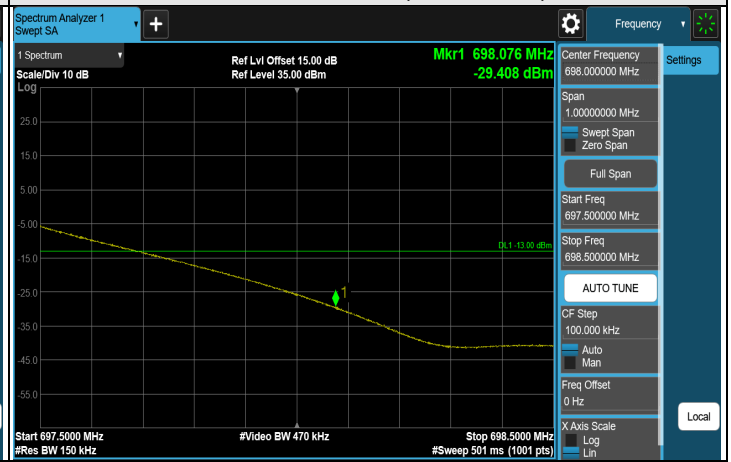 Spectrum Analyzer 1
Swept SA
+
Frequency
1 Spectrum
Scale/Div 10 dB
Ref Lvl Offset 15.00 dB
Ref Level 35.00 dBm
Mkr1 698.076 MHz
-29.408 dBm
Log
25.0
15.0
5.00
-5.00
-15.0
-25.0
-35.0
-45.0
-55.0
DL1 -13.00 dBm
1
Start 697.5000 MHz
#Res BW 150 kHz
#Video BW 470 kHz
Stop 698.5000 MHz
#Sweep 501 ms (1001 pts)
Center Frequency
698.000000 MHz
Settings
Span
1.00000000 MHz
Swept Span
Zero Span
Full Span
Start Freq
697.500000 MHz
Stop Freq
698.500000 MHz
AUTO TUNE
CF Step
100.000 kHz
Auto
Man
Freq Offset
0 Hz
X Axis Scale
Log
Lin
Local